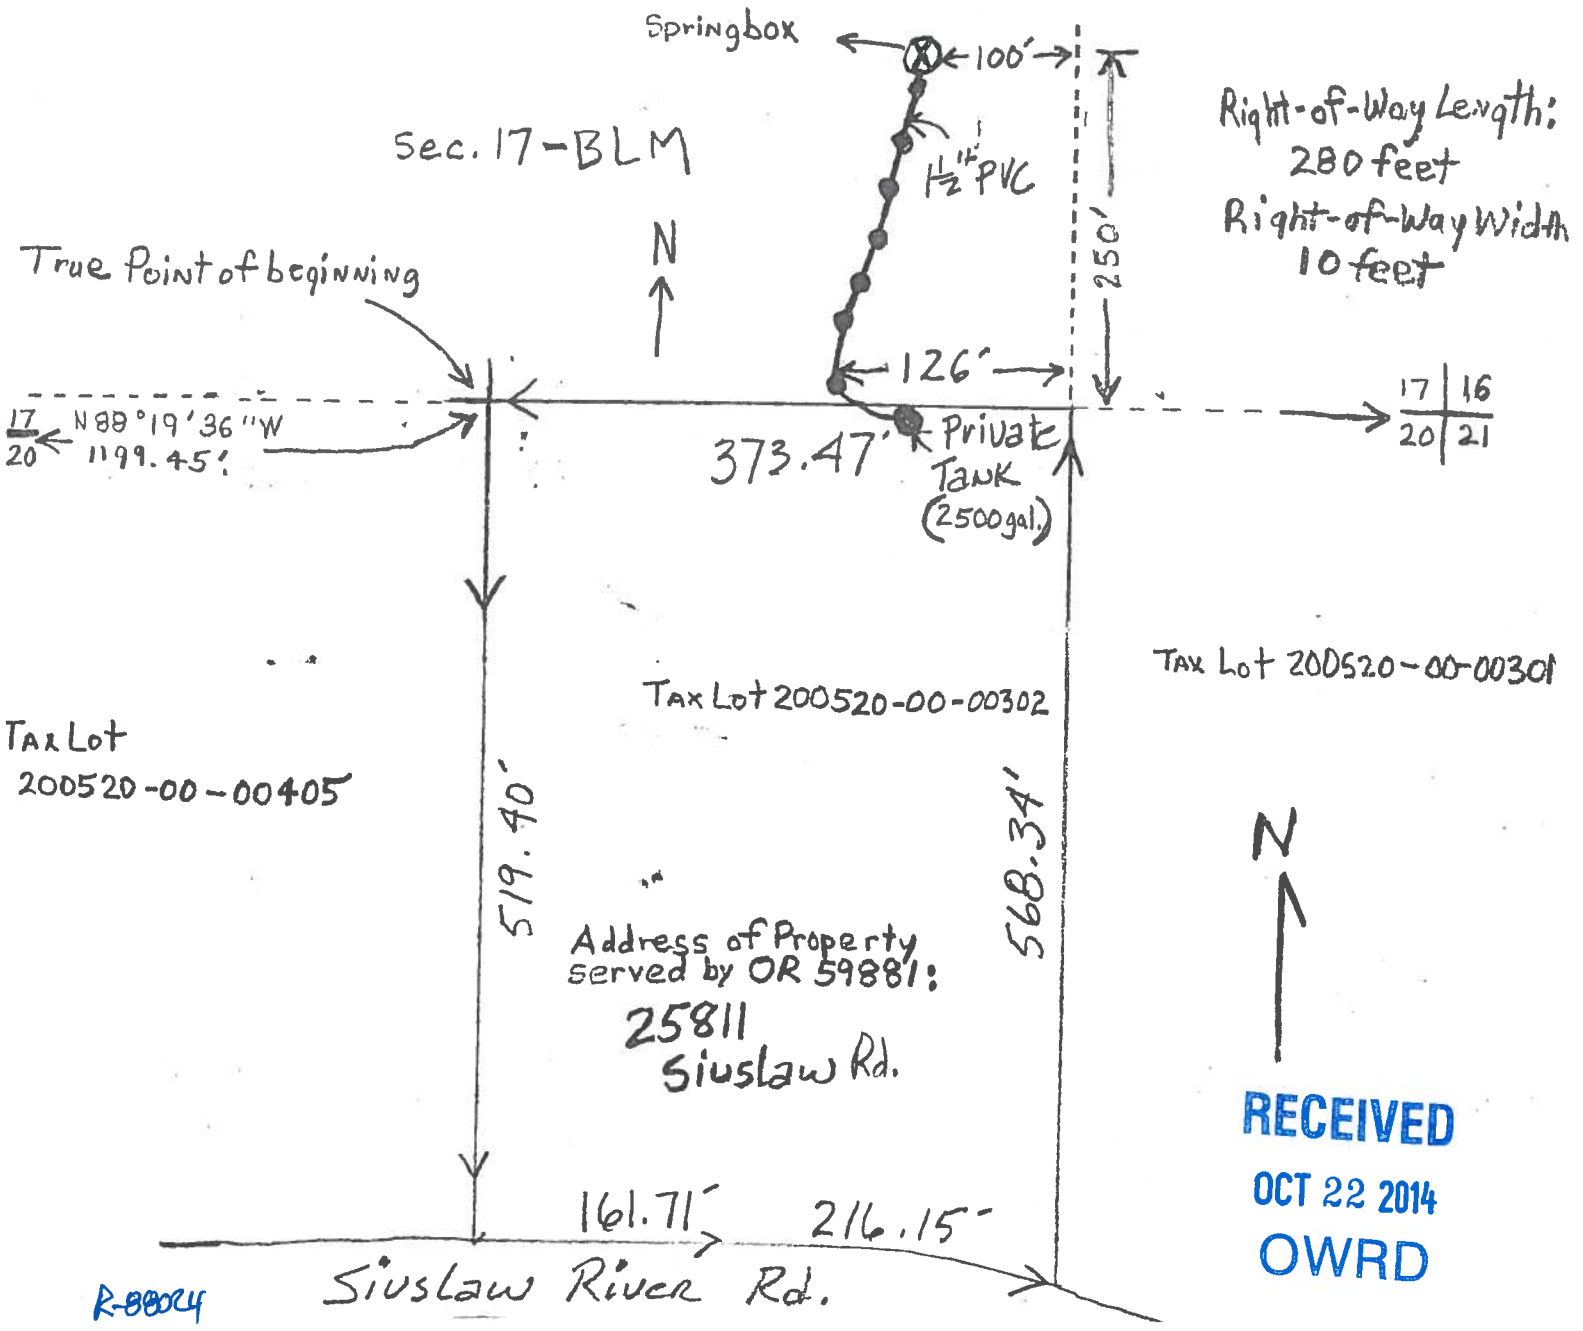 Springbox
100'
Right-of-Way Length:
280 feet
Right-of-Way Width
10 feet
Sec. 17-BLM
1 1/2" PVC
250'
N
True Point of beginning
126'
17 | 16
20 | 21
17
20
N88°19'36"W
1199.45'
373.47'
Private
Tank
(2500gal.)
Tax Lot 200520-00-00301
Tax Lot 200520-00-00302
Tax Lot
200520-00-00405
519.40'
568.34'
N
Address of Property
served by OR 59881:
25811
Siuslaw Rd.
RECEIVED
OCT 22 2014
OWRD
161.71'
216.15'
Siuslaw River Rd.
R-88024